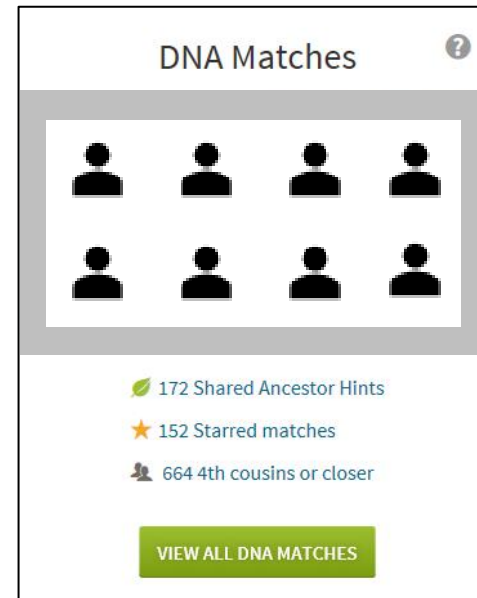 DNA Matches ?
172 Shared Ancestor Hints
152 Starred matches
664 4th cousins or closer
VIEW ALL DNA MATCHES